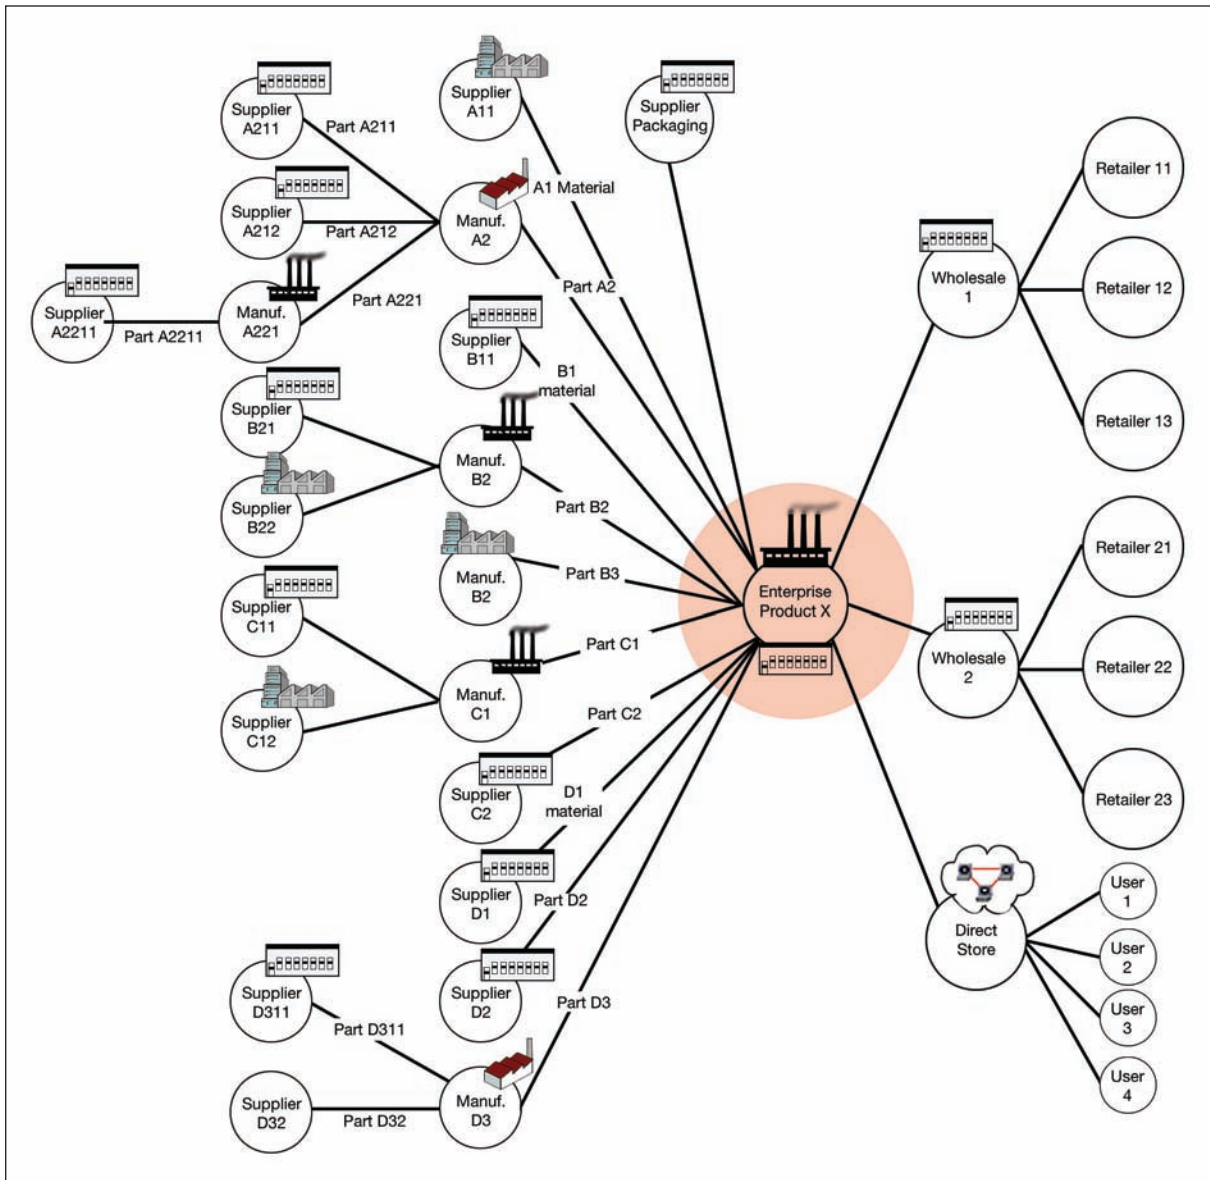 Supplier
A211
Part A211
Supplier
A11
Supplier
Packaging
Retailer 11
A1 Material
Supplier
A212
Part A212
Manuf.
A2
Wholesale
1
Retailer 12
Part A2
Part A221
Supplier
A2211
Part A2211
Manuf.
A221
Supplier
B11
B1
material
Retailer 13
Supplier
B21
Manuf.
B2
Part B2
Supplier
B22
Retailer 21
Part B3
Manuf.
B2
Enterprise
Product X
Supplier
C11
Part C1
Wholesale
2
Retailer 22
Manuf.
C1
Part C2
Supplier
C12
Supplier
C2
D1
material
Retailer 23
Supplier
D1
Part D2
User
1
Direct
Store
User
2
Supplier
D311
Supplier
D2
Part D3
User
3
Part D311
User
4
Supplier
D32
Part D32
Manuf.
D3